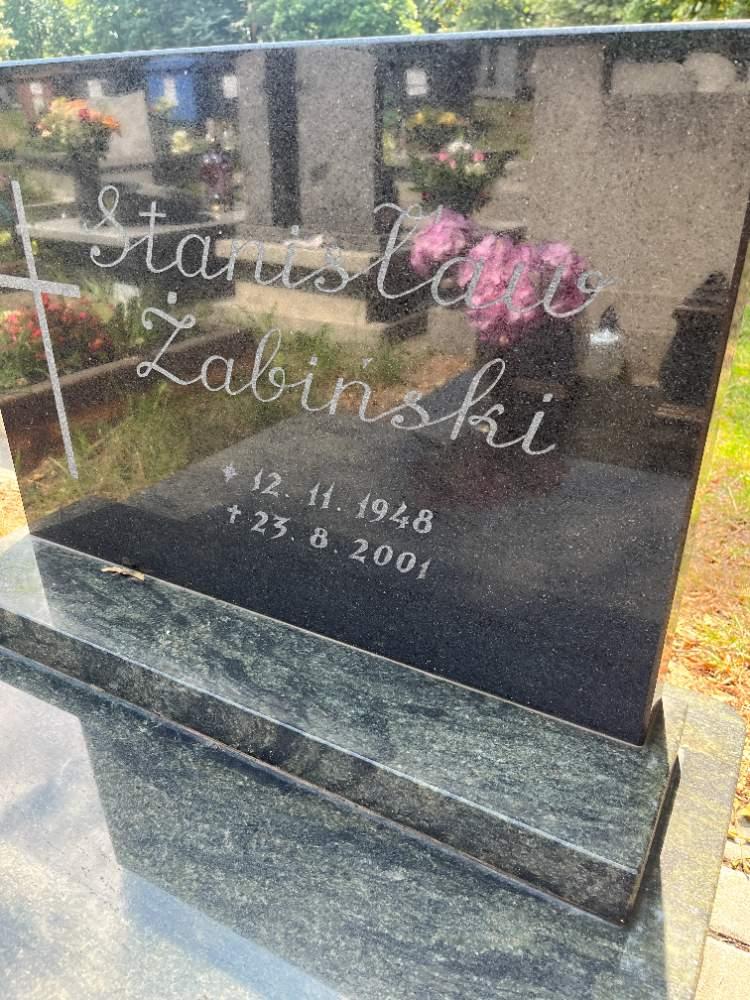 Stanisław
Żabiński
* 12. 11. 1948
✝ 23. 8. 2001